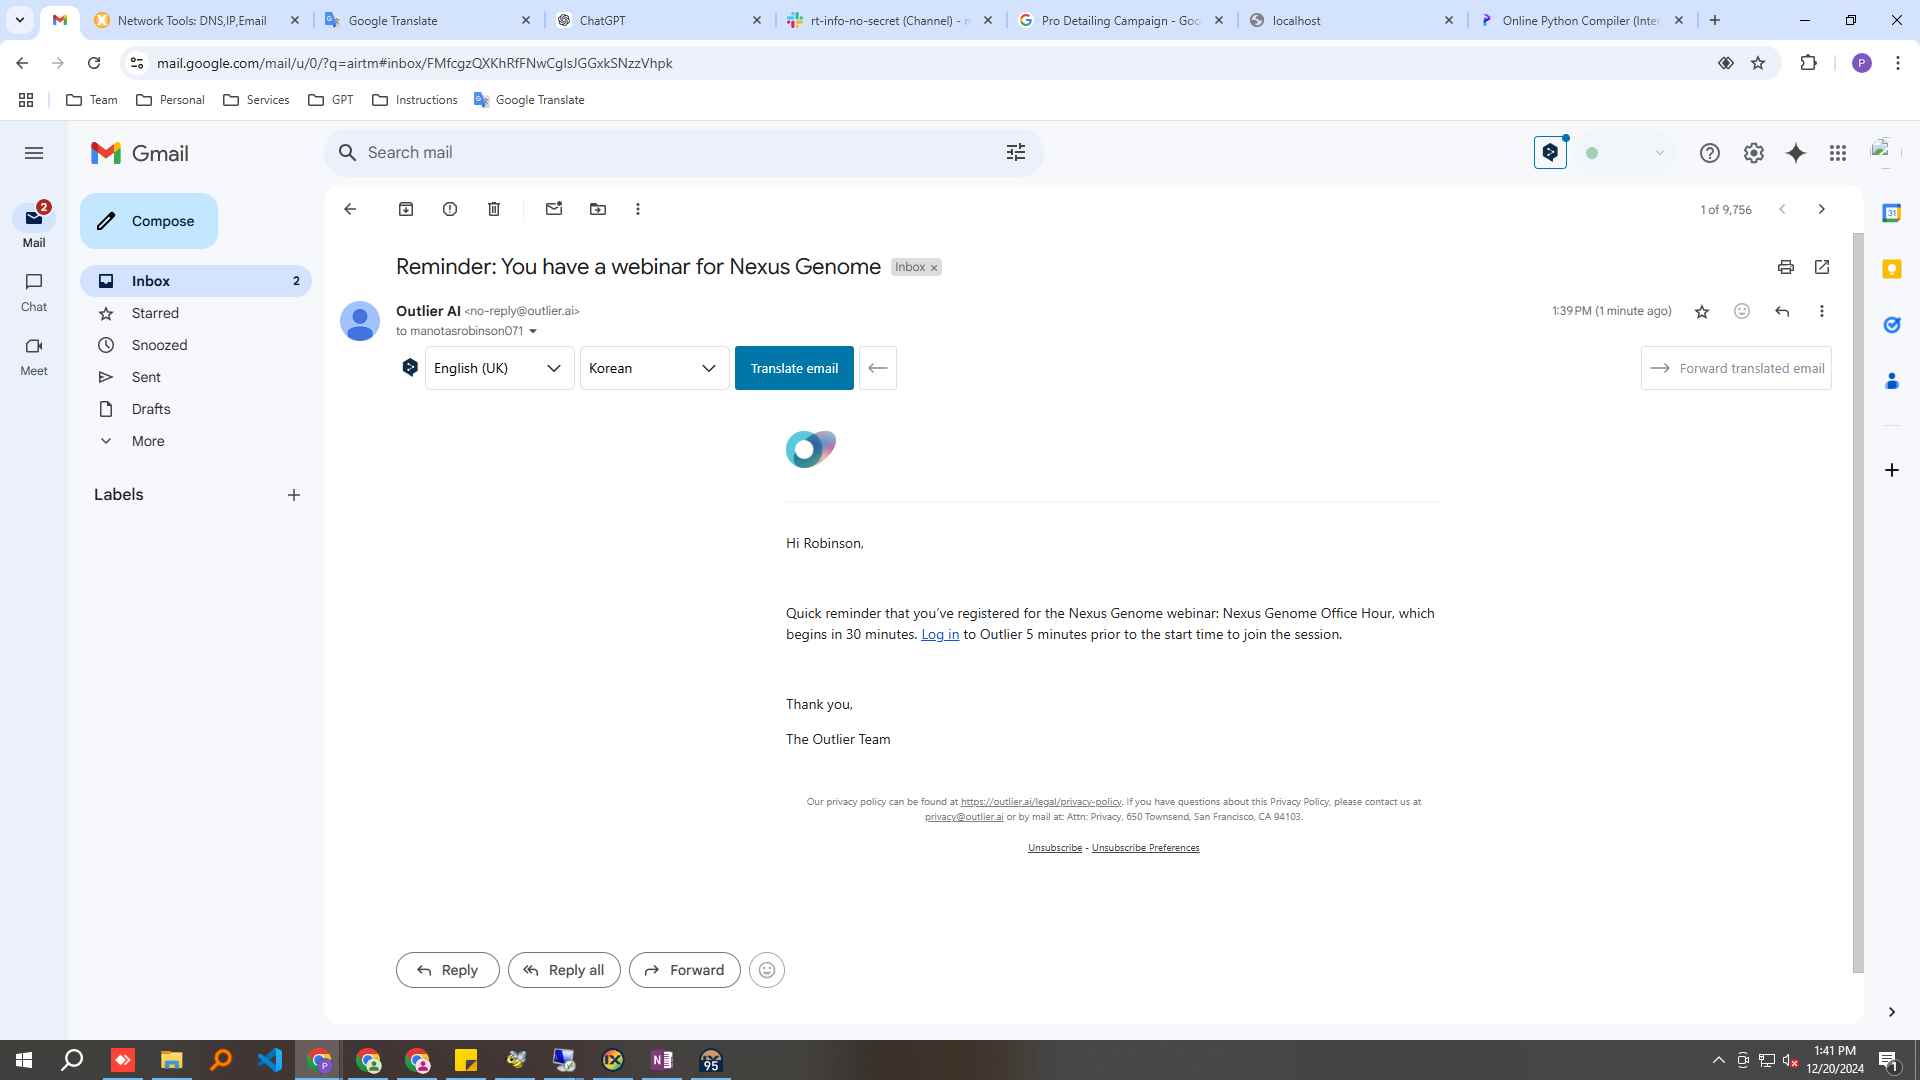 Network Tools: DNS,IP,Email
Google Translate
ChatGPT
rt-info-no-secret (Channel) -
Pro Detailing Campaign - Goo
localhost
Online Python Compiler (Inte
mail.google.com/mail/u/0/?q=airtm#inbox/FMfcgzQXKhRfFNwCglsJGGxkSNzzVhpk
P
Team
Personal
Services
GPT
Instructions
Google Translate
Gmail
Search mail
2
Mail
Chat
Meet
Compose
Inbox 2
Starred
Snoozed
Sent
Drafts
More
Labels
1 of 9,756
Reminder: You have a webinar for Nexus Genome
Inbox ×
Outlier AI <no-reply@outlier.ai>
1:39 PM (1 minute ago)
to manotasrobinson071
English (UK)
Korean
Translate email
Forward translated email
Hi Robinson,
Quick reminder that you've registered for the Nexus Genome webinar: Nexus Genome Office Hour, which
begins in 30 minutes. Log in to Outlier 5 minutes prior to the start time to join the session.
Thank you,
The Outlier Team
Our privacy policy can be found at https://outlier.ai/legal/privacy-policy. If you have questions about this Privacy Policy, please contact us at
privacy@outlier.ai or by mail at: Attn: Privacy, 650 Townsend, San Francisco, CA 94103.
Unsubscribe - Unsubscribe Preferences
Reply
Reply all
Forward
31
P
95
1:41 PM
12/20/2024
1